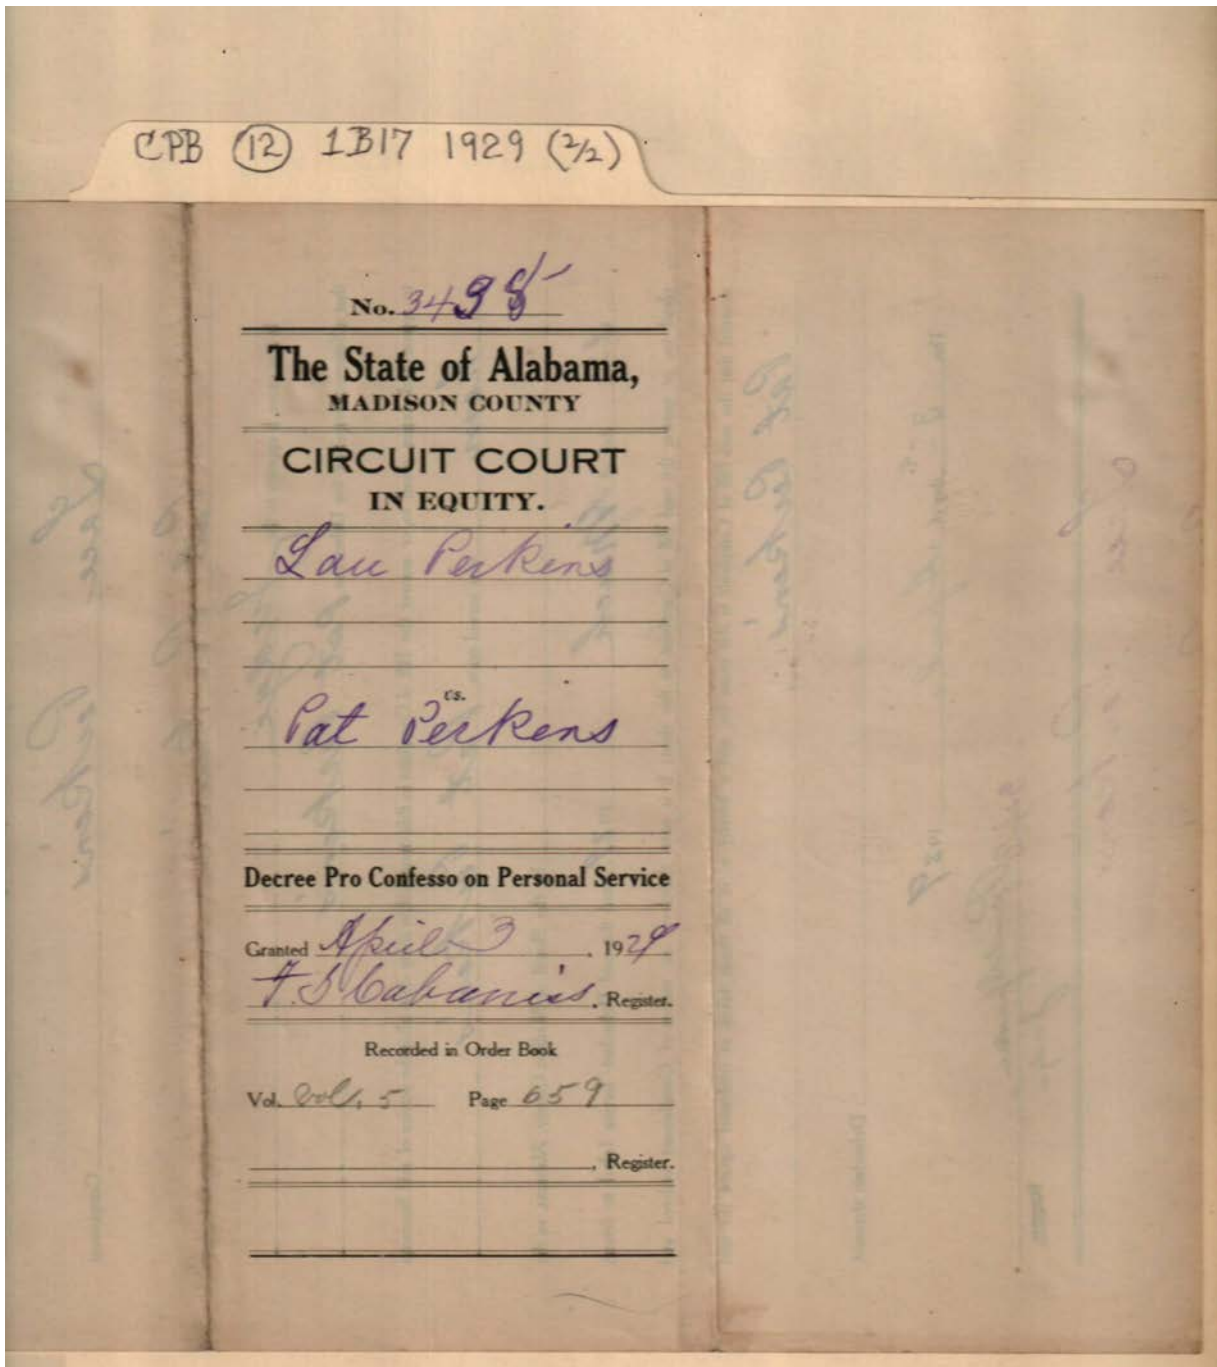 CPB (12) 1B17 1929 (2/2)
No. 3498
The State of Alabama,
MADISON COUNTY
CIRCUIT COURT
IN EQUITY.
Perkins
vs.
Pat Perkins
Decree Pro Confesso on Personal Service
Granted April 3, 1929
Cabaniss, Register.
Recorded in Order Book
Vol. Vol. 5 Page 659
, Register.